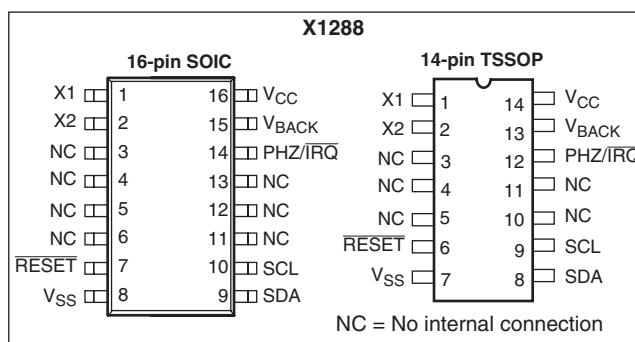 X1288
16-pin SOIC
X1 1 16 VCC
X2 2 15 VBACK
NC 3 14 PHZ/IRQ
NC 4 13 NC
NC 5 12 NC
NC 6 11 NC
RESET 7 10 SCL
VSS 8 9 SDA
14-pin TSSOP
X1 1 14 VCC
X2 2 13 VBACK
NC 3 12 PHZ/IRQ
NC 4 11 NC
NC 5 10 NC
RESET 6 9 SCL
VSS 7 8 SDA
NC = No internal connection